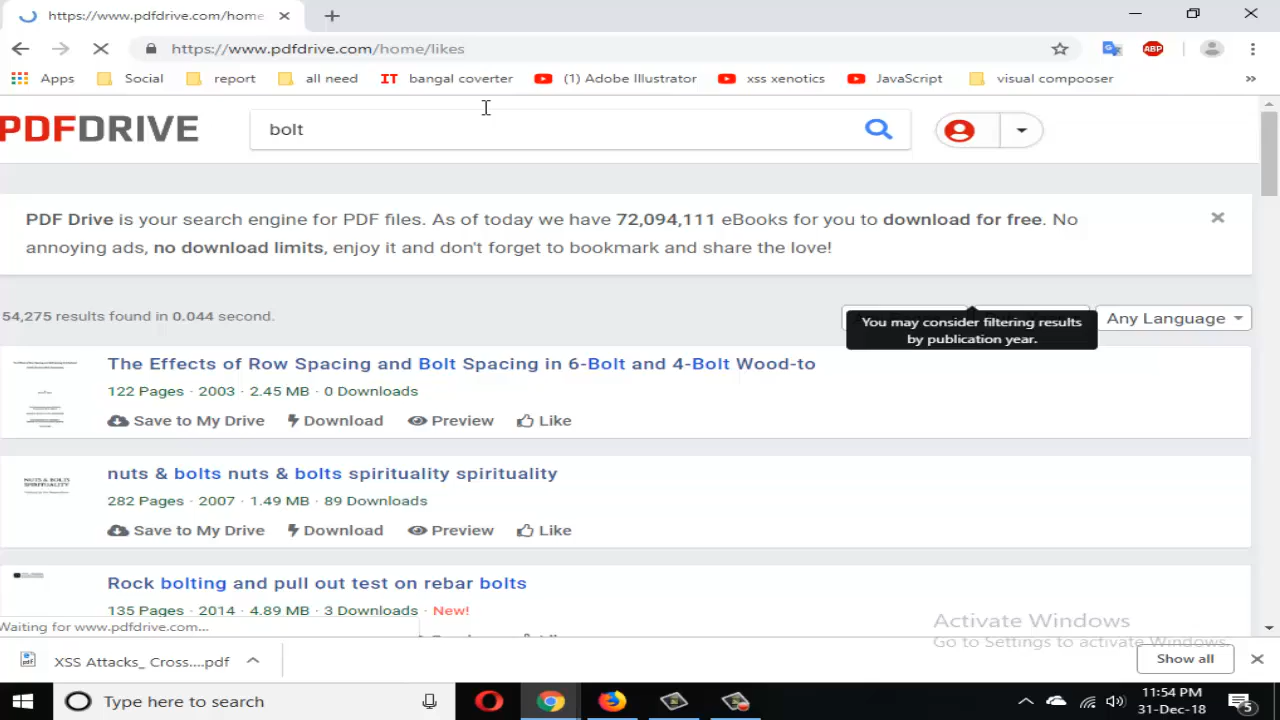 https://www.pdfdrive.com/home
https://www.pdfdrive.com/home/likes
ABP
Apps Social report all need IT bangal coverter (1) Adobe Illustrator xss xenotics JavaScript visual compooser »
PDFDRIVE bolt
PDF Drive is your search engine for PDF files. As of today we have 72,094,111 eBooks for you to download for free. No
annoying ads, no download limits, enjoy it and don't forget to bookmark and share the love!
54,275 results found in 0.044 second.
You may consider filtering results
by publication year.
Any Language
The Effects of Row Spacing and Bolt Spacing in 6-Bolt and 4-Bolt Wood-to
122 Pages · 2003 · 2.45 MB · 0 Downloads
Save to My Drive Download Preview Like
NUTS & BOLTS
SPIRITUALITY
nuts & bolts nuts & bolts spirituality spirituality
282 Pages · 2007 · 1.49 MB · 89 Downloads
Save to My Drive Download Preview Like
Rock bolting and pull out test on rebar bolts
135 Pages · 2014 · 4.89 MB · 3 Downloads · New!
Waiting for www.pdfdrive.com...
Activate Windows
Go to Settings to activate Windows.
XSS Attacks_ Cross....pdf
Show all
Type here to search
11:54 PM
31-Dec-18
5